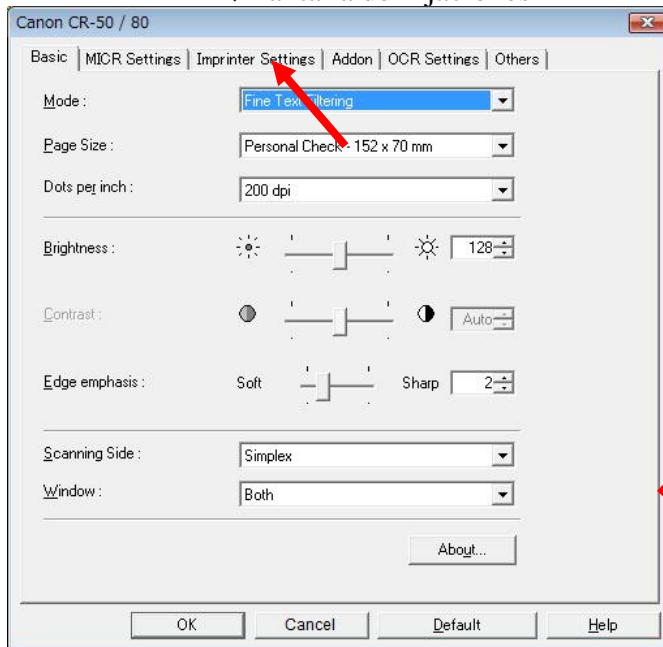 Canon CR-50 / 80
Basic MICR Settings Imprinter Settings Addon OCR Settings Others
Mode : Fine Text Filtering
Page Size : Personal Check - 152 x 70 mm
Dots per inch : 200 dpi
Brightness : 128
Contrast : Auto
Edge emphasis : Soft Sharp 2
Scanning Side : Simplex
Window : Both
About...
OK Cancel Default Help